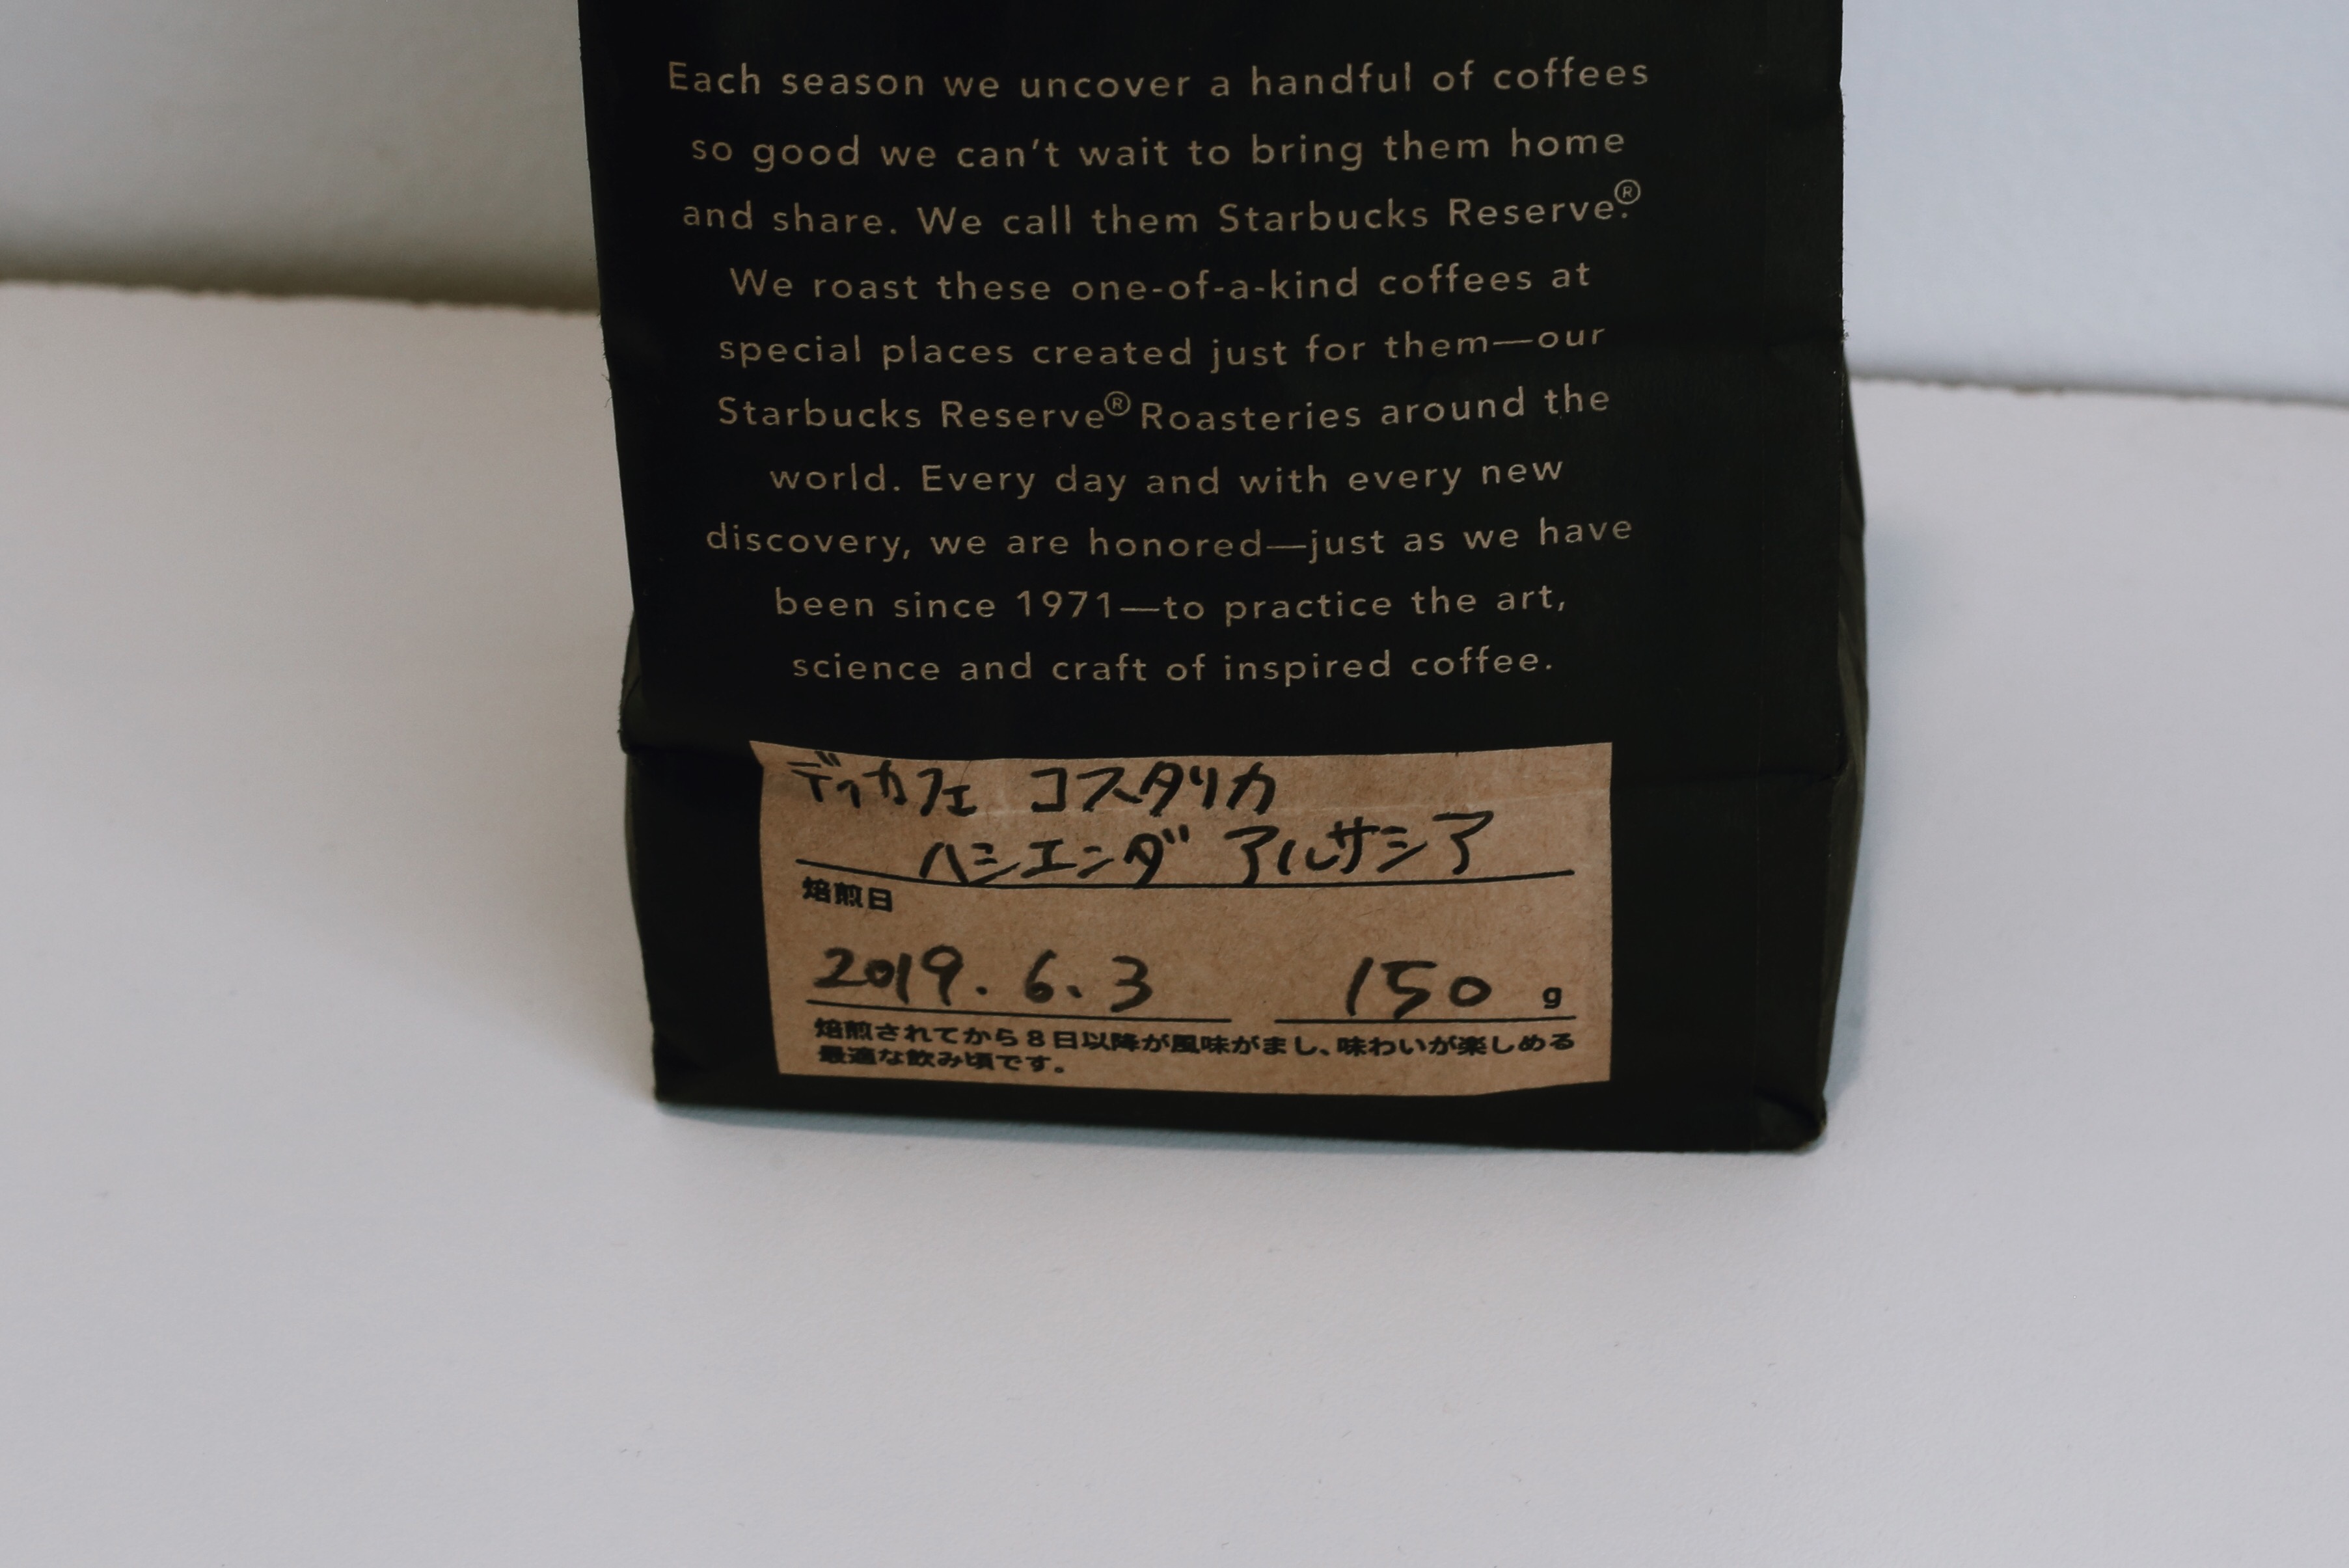 Each season we uncover a handful of coffees
so good we can't wait to bring them home
and share. We call them Starbucks Reserve®.
We roast these one-of-a-kind coffees at
special places created just for them—our
Starbucks Reserve® Roasteries around the
world. Every day and with every new
discovery, we are honored—just as we have
been since 1971—to practice the art,
science and craft of inspired coffee.
ディカフェ コスタリカ
ハシエンダ アルサシア
焙煎日
2019.6.3 150 g
焙煎されてから8日以降が風味がまし、味わいが楽しめる
最適な飲み頃です。